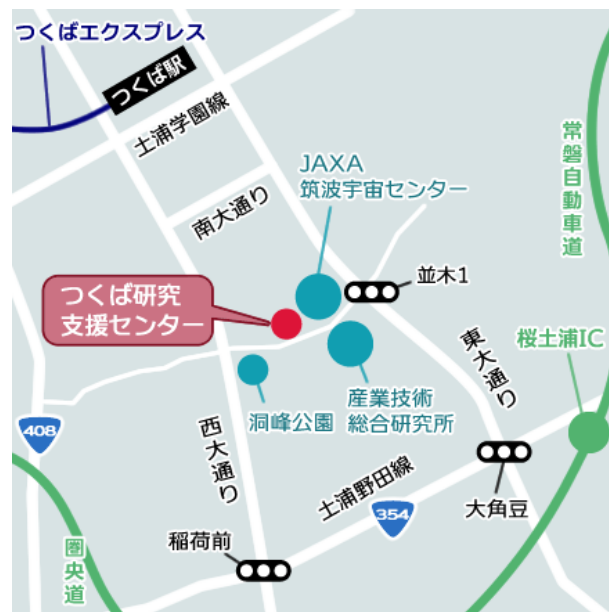 つくばエクスプレス
つくば駅
土浦学園線
常磐自動車道
JAXA
筑波宇宙センター
南大通り
並木1
つくば研究
支援センター
東大通り
桜土浦IC
産業技術
総合研究所
洞峰公園
408
西大通り
土浦野田線
354
大角豆
稲荷前
圏央道